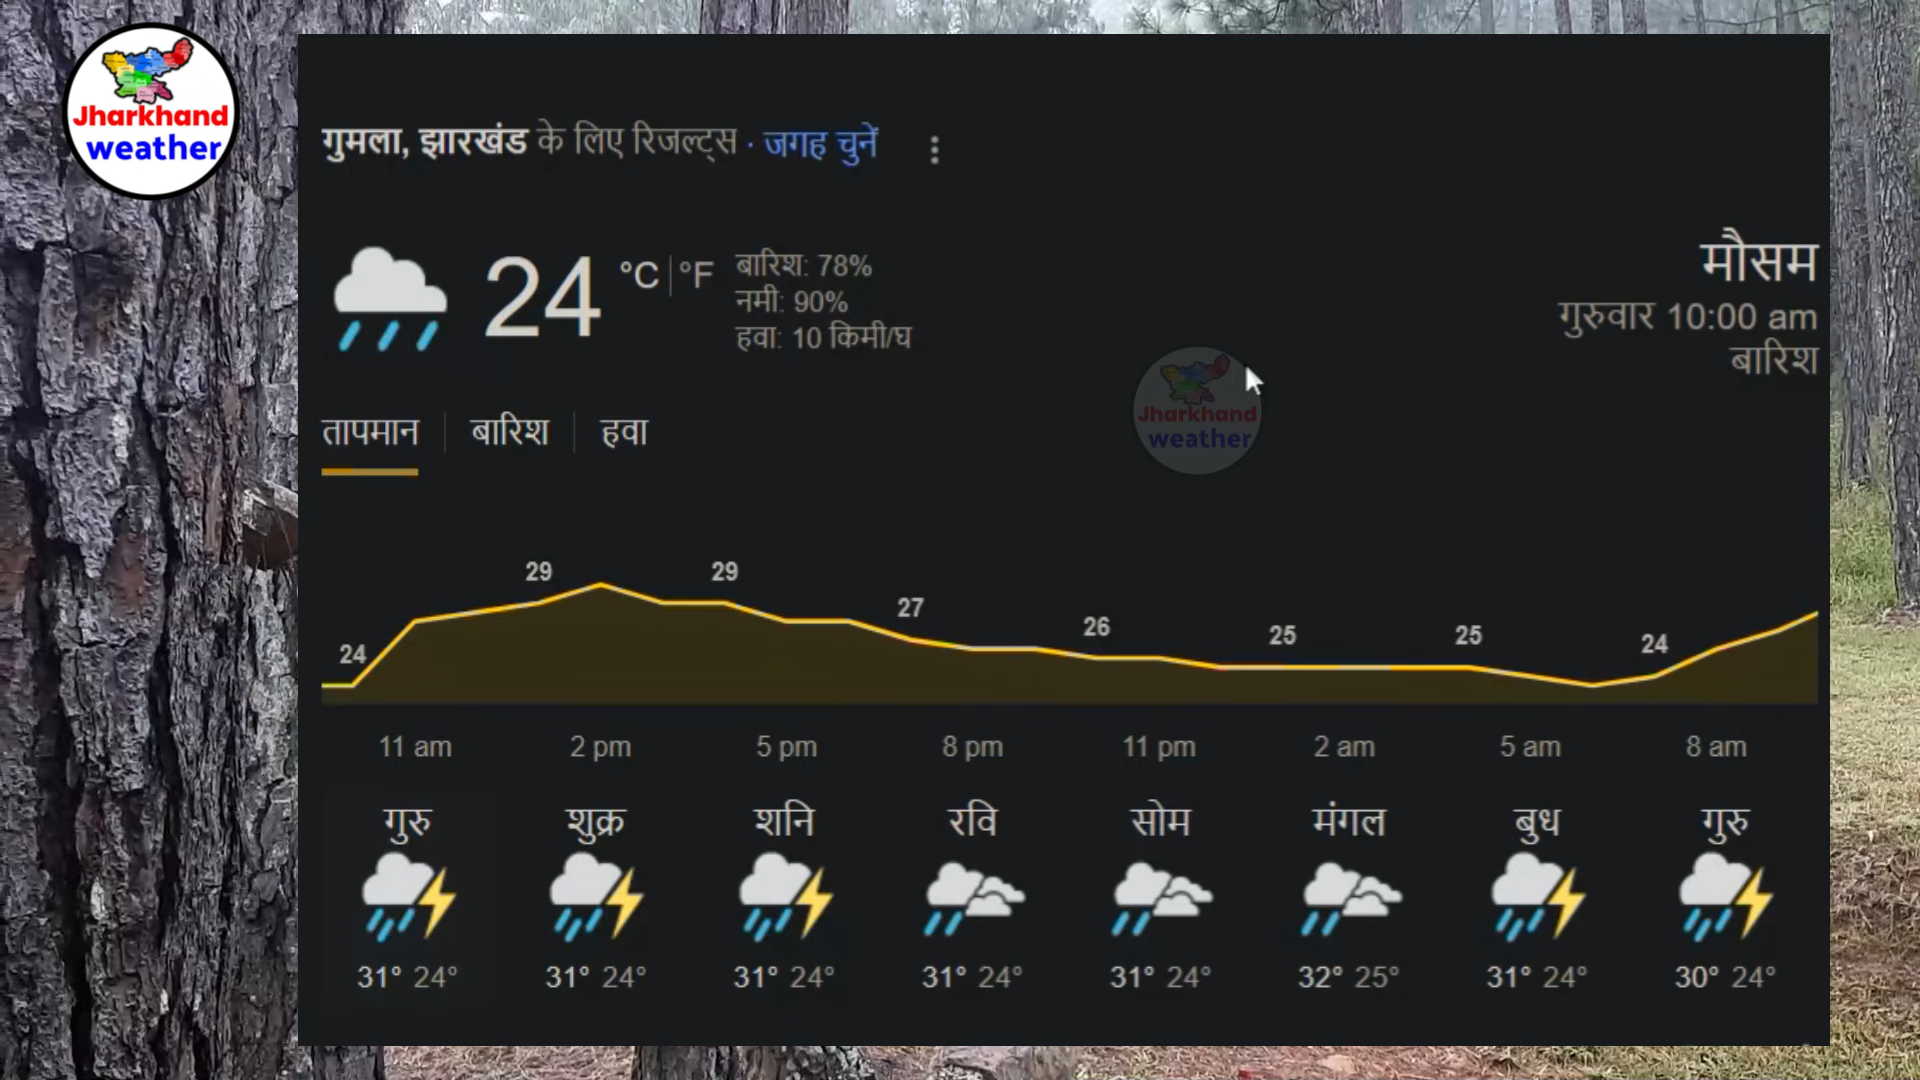 Jharkhand
weather
गुमला, झारखंड के लिए रिजल्ट्स · जगह चुनें
24 °C | °F
बारिश: 78%
नमी: 90%
हवा: 10 किमी/घ
मौसम
गुरुवार 10:00 am
बारिश
Jharkhand
weather
तापमान बारिश हवा
24 29 29 27 26 25 25 24
11 am 2 pm 5 pm 8 pm 11 pm 2 am 5 am 8 am
गुरु शुक्र शनि रवि सोम मंगल बुध गुरु
31° 24° 31° 24° 31° 24° 31° 24° 31° 24° 32° 25° 31° 24° 30° 24°